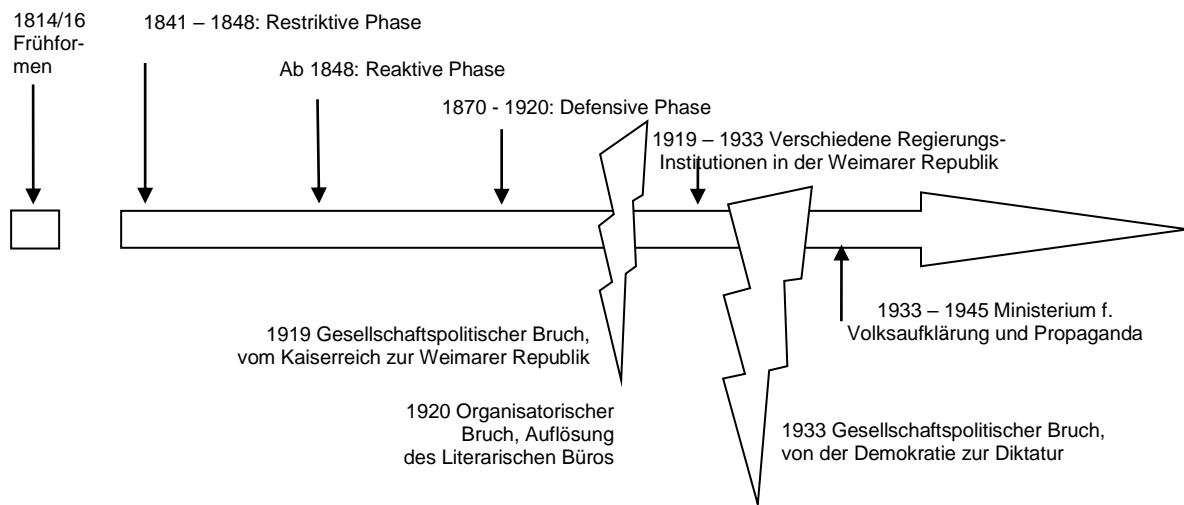 1814/16
Frühfor-
men
1841 – 1848: Restriktive Phase
Ab 1848: Reaktive Phase
1870 - 1920: Defensive Phase
1919 – 1933 Verschiedene Regierungs-
Institutionen in der Weimarer Republik
1933 – 1945 Ministerium f.
Volksaufklärung und Propaganda
1919 Gesellschaftspolitischer Bruch,
vom Kaiserreich zur Weimarer Republik
1920 Organisatorischer
Bruch, Auflösung
des Literarischen Büros
1933 Gesellschaftspolitischer Bruch,
von der Demokratie zur Diktatur